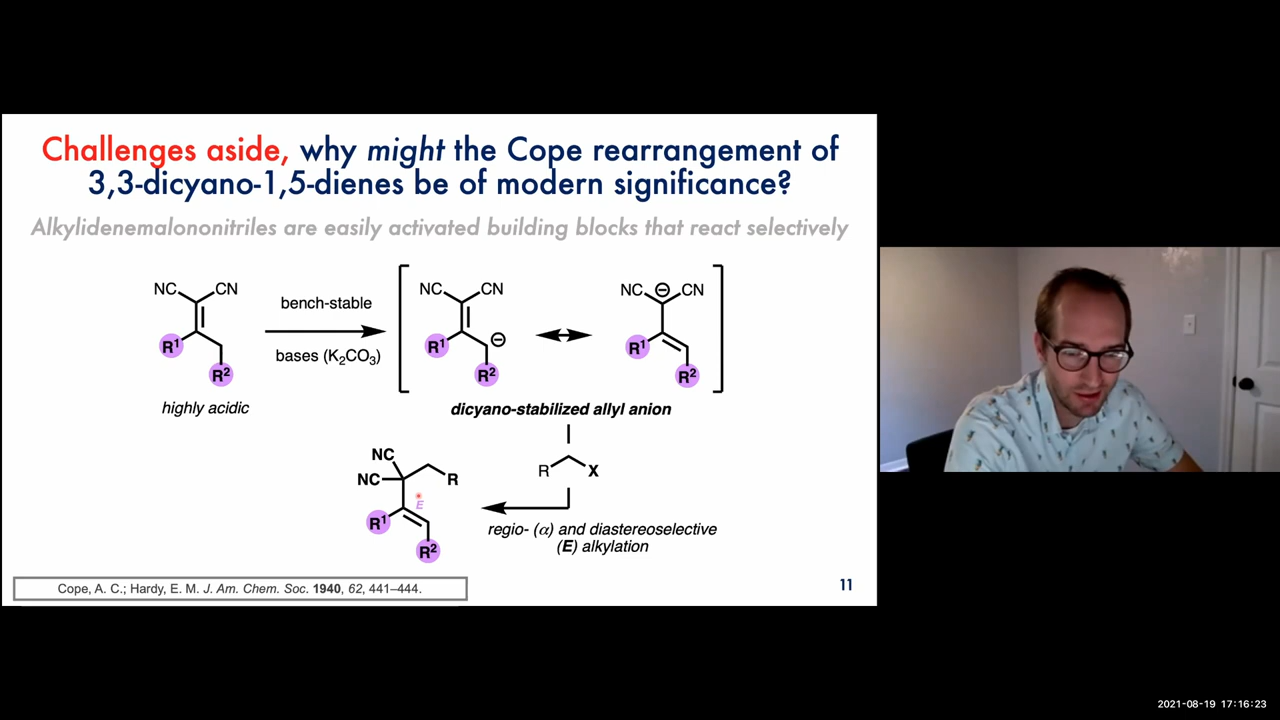 Challenges aside, why might the Cope rearrangement of
3,3-dicyano-1,5-dienes be of modern significance?
Alkylidenemalononitriles are easily activated building blocks that react selectively
NC CN
R¹
R²
highly acidic
bench-stable
bases (K₂CO₃)
NC CN
R¹ ⊖
R²
NC ⊖ CN
R¹
R²
dicyano-stabilized allyl anion
R X
NC
NC R
E
R¹
R²
regio- (α) and diastereoselective
(E) alkylation
Cope, A. C.; Hardy, E. M. J. Am. Chem. Soc. 1940, 62, 441–444.
11
2021-08-19 17:16:23